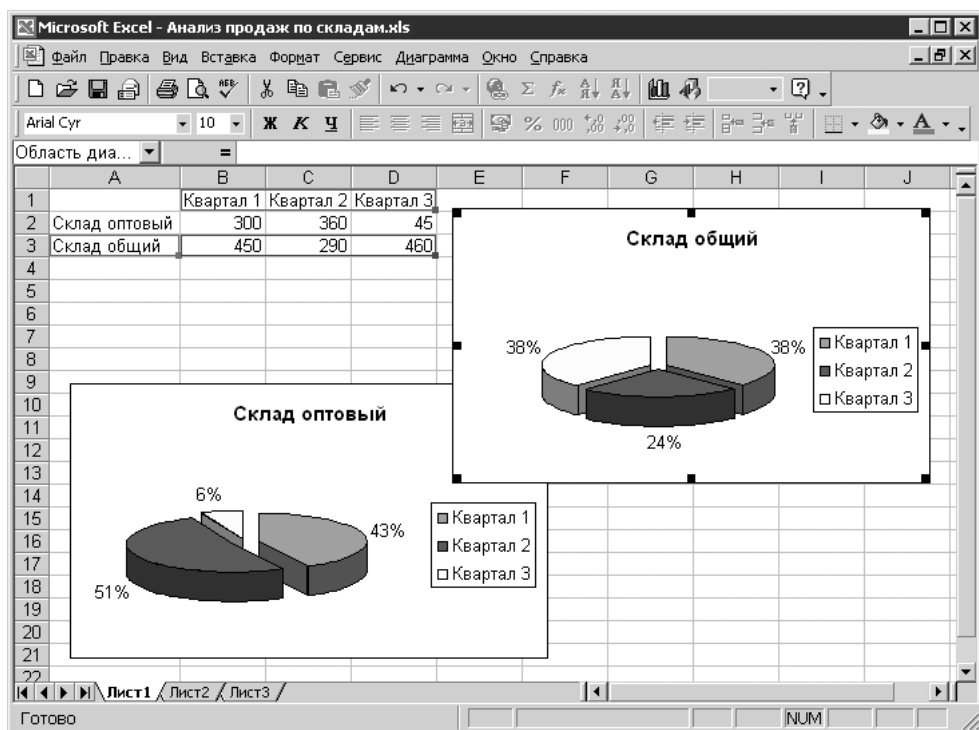 Microsoft Excel - Анализ продаж по складам.xls
Файл Правка Вид Вставка Формат Сервис Диаграмма Окно Справка
Arial Cyr 10 Ж К Ч % 000
Область диа... =
A B C D E F G H I J
1 Квартал 1 Квартал 2 Квартал 3
2 Склад оптовый 300 360 45
3 Склад общий 450 290 460
4
5
6
7
8
9
10
11
12
13
14
15
16
17
18
19
20
21
22
Склад общий
38%
38%
24%
Квартал 1
Квартал 2
Квартал 3
Склад оптовый
6%
43%
51%
Квартал 1
Квартал 2
Квартал 3
Лист1 Лист2 Лист3
Готово NUM